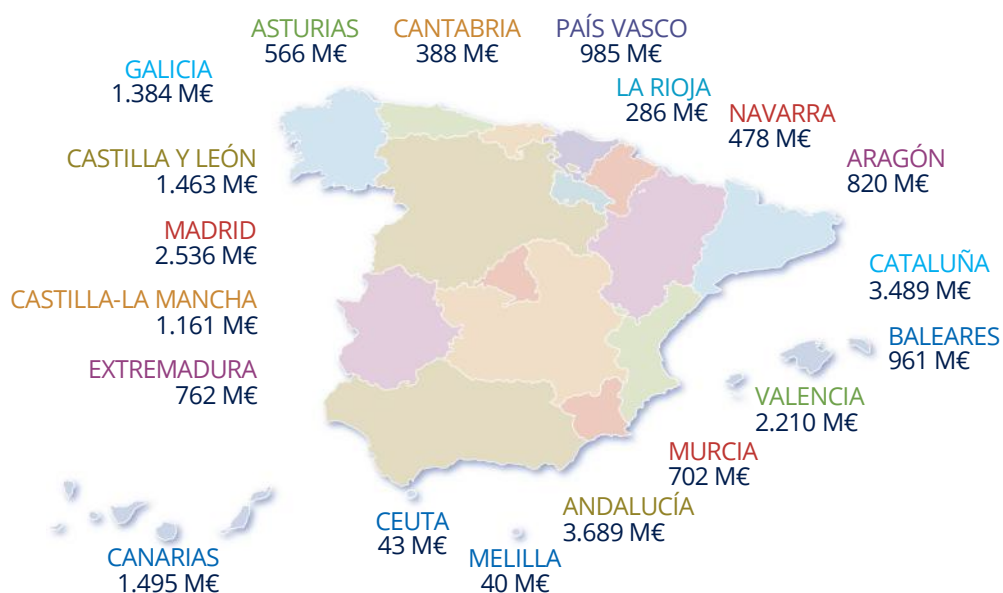 ASTURIAS
566 M€
CANTABRIA
388 M€
PAÍS VASCO
985 M€
GALICIA
1.384 M€
LA RIOJA
286 M€
NAVARRA
478 M€
CASTILLA Y LEÓN
1.463 M€
ARAGÓN
820 M€
MADRID
2.536 M€
CATALUÑA
3.489 M€
CASTILLA-LA MANCHA
1.161 M€
BALEARES
961 M€
EXTREMADURA
762 M€
VALENCIA
2.210 M€
MURCIA
702 M€
ANDALUCÍA
3.689 M€
CEUTA
43 M€
MELILLA
40 M€
CANARIAS
1.495 M€